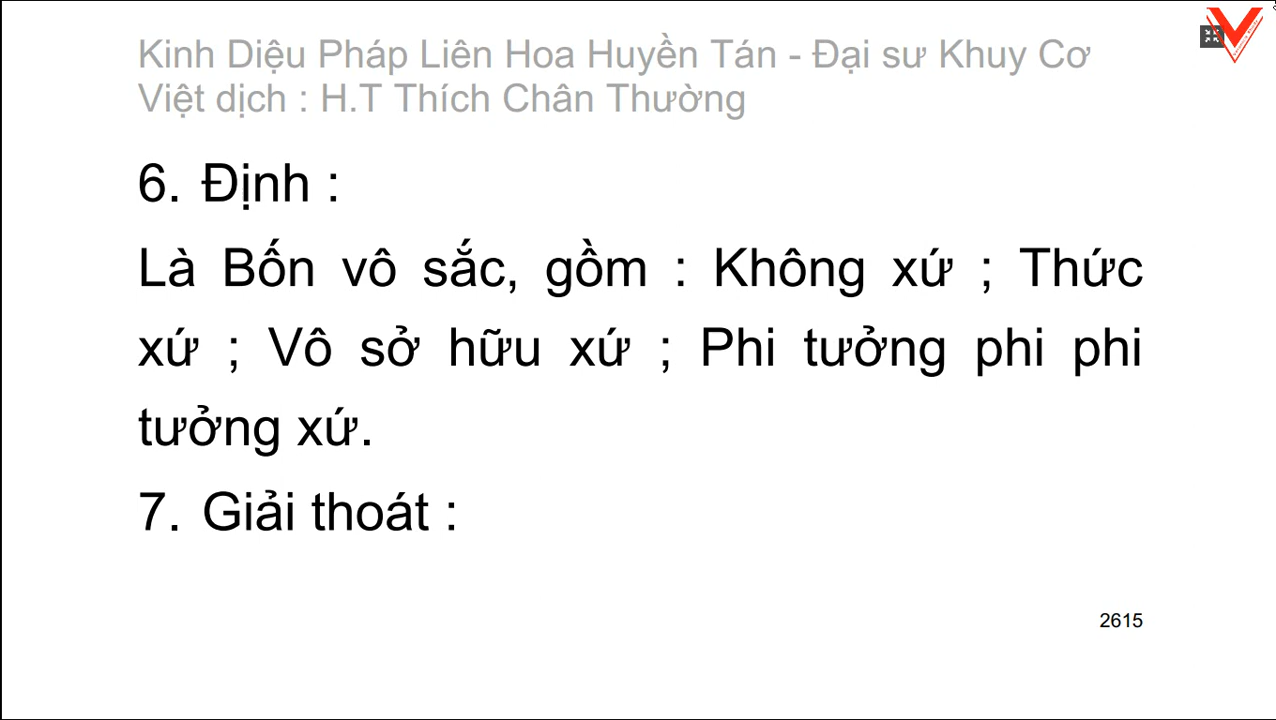 Kinh Diệu Pháp Liên Hoa Huyền Tán - Đại sư Khuy Cơ
Việt dịch : H.T Thích Chân Thường
6. Định :
Là Bốn vô sắc, gồm : Không xứ ; Thức
xứ ; Vô sở hữu xứ ; Phi tưởng phi phi
tưởng xứ.
7. Giải thoát :
2615